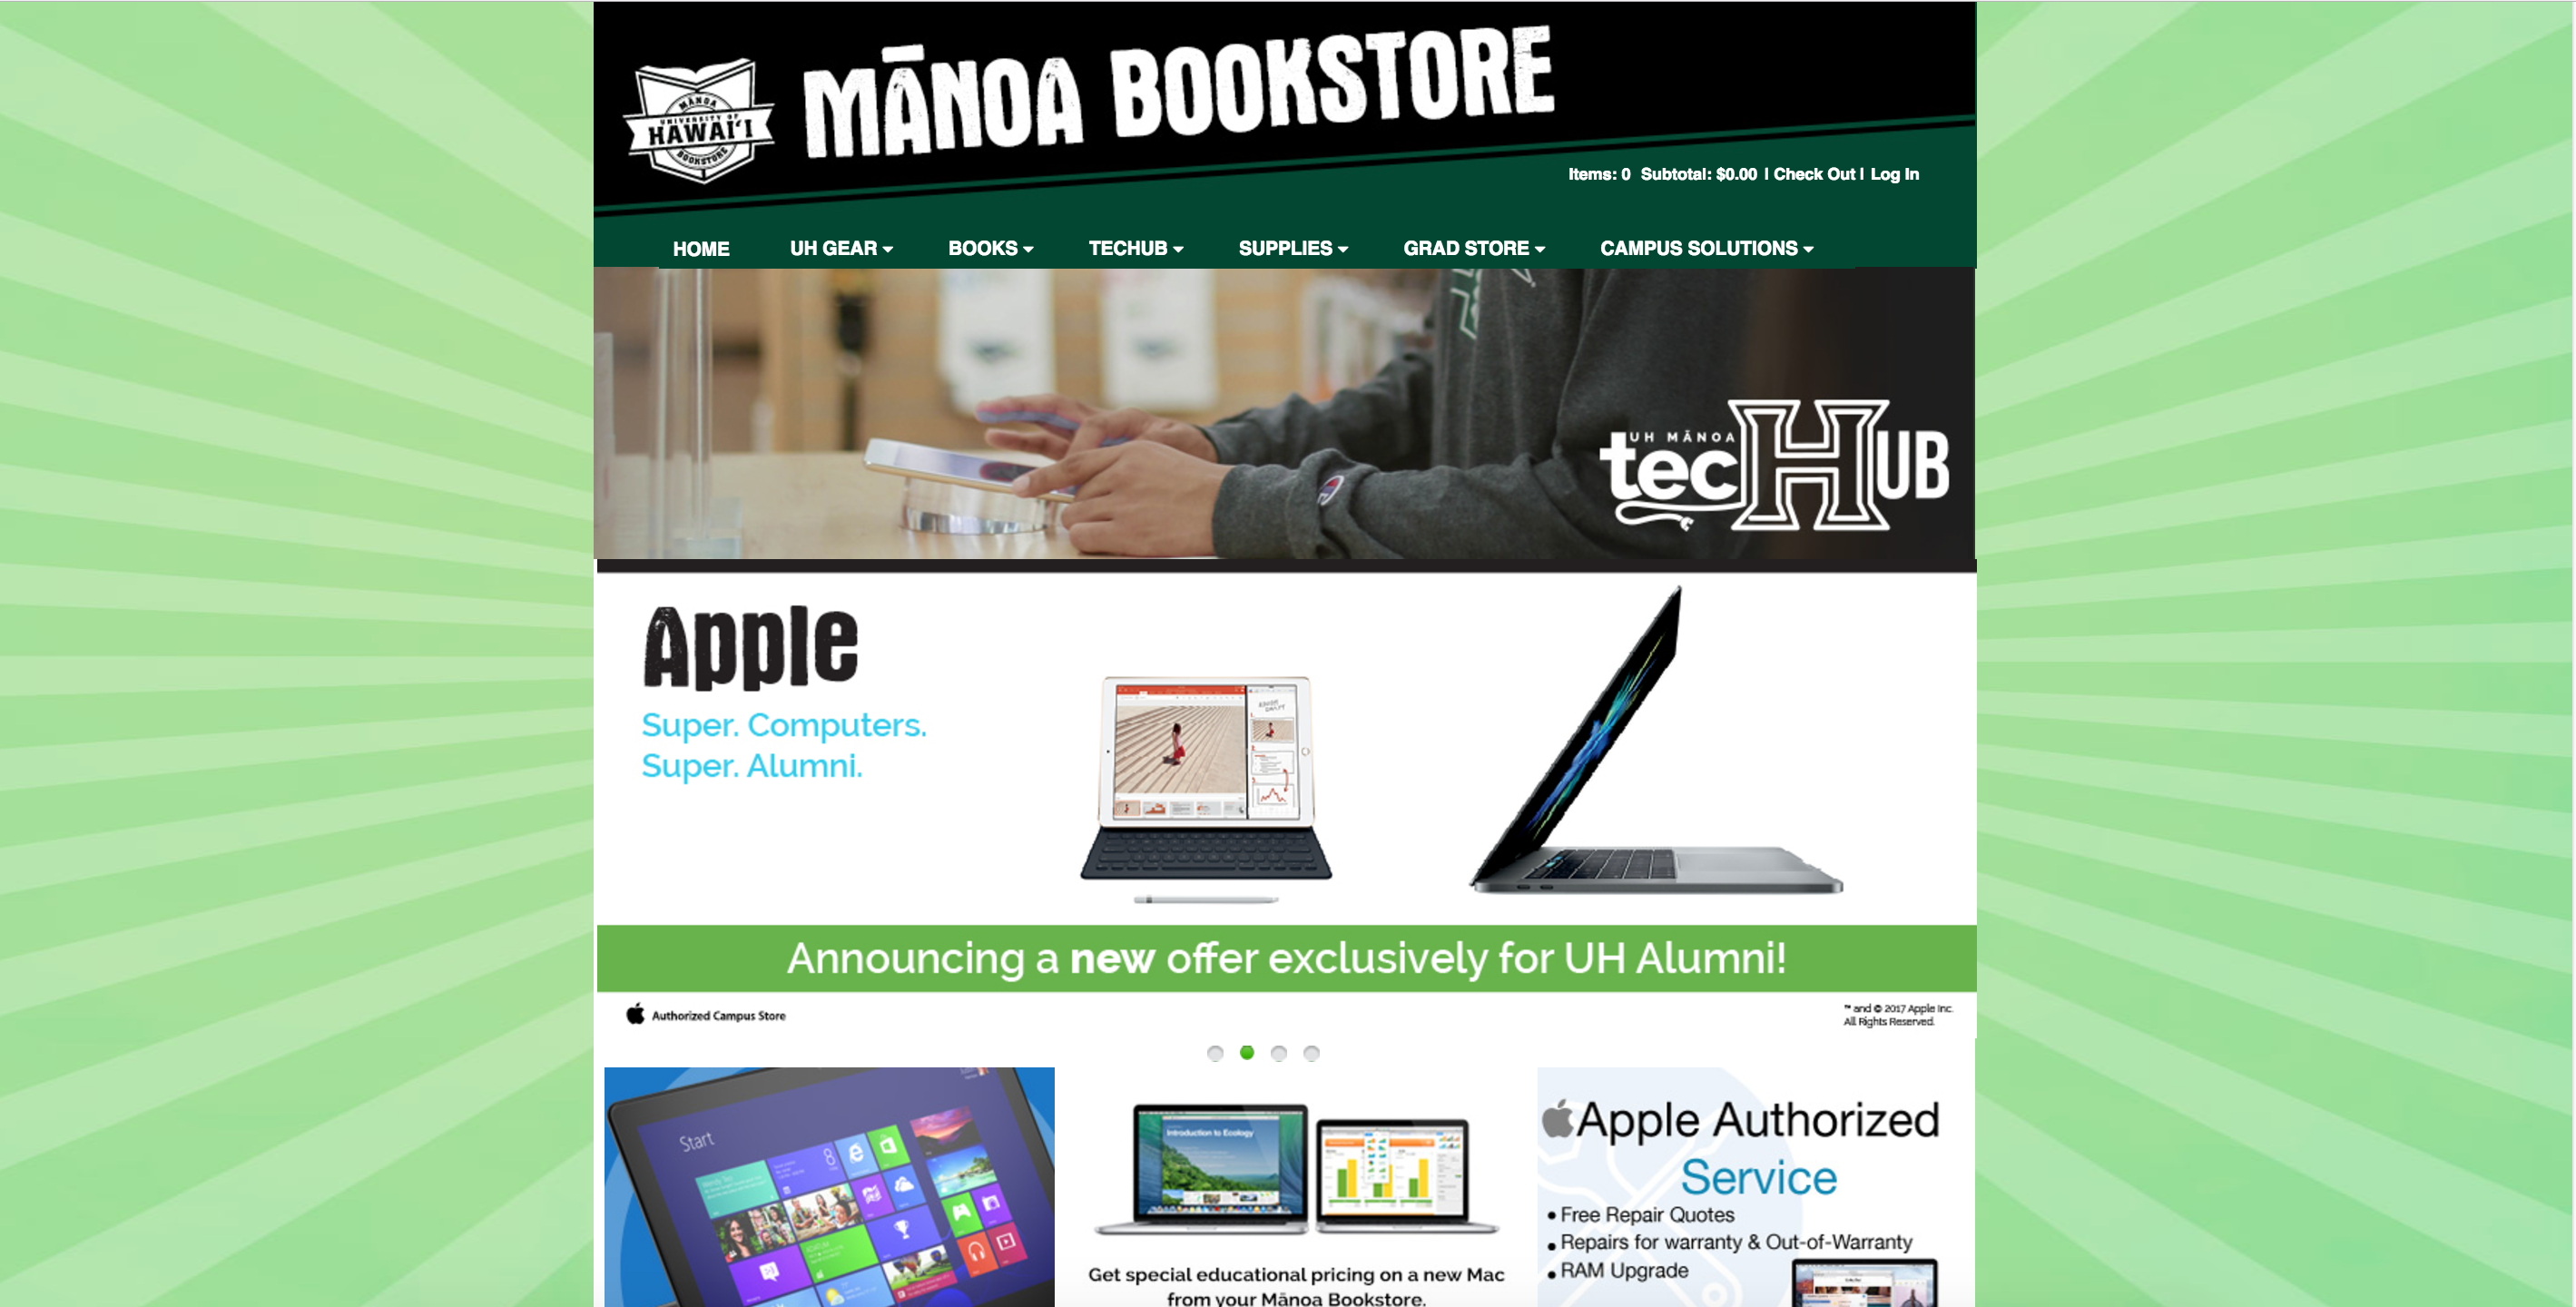 MĀNOA
UNIVERSITY OF
HAWAI‘I
BOOKSTORE
MĀNOA BOOKSTORE
Items: 0 Subtotal: $0.00 | Check Out | Log In
HOME UH GEAR BOOKS TECHUB SUPPLIES GRAD STORE CAMPUS SOLUTIONS
UH MĀNOA
tecHUB
Apple
Super. Computers.
Super. Alumni.
Announcing a new offer exclusively for UH Alumni!
Authorized Campus Store
™ and © 2017 Apple Inc.
All Rights Reserved.
Start
8
Introduction to Ecology
Get special educational pricing on a new Mac
from your Mānoa Bookstore.
Apple Authorized
Service
• Free Repair Quotes
• Repairs for warranty & Out-of-Warranty
• RAM Upgrade